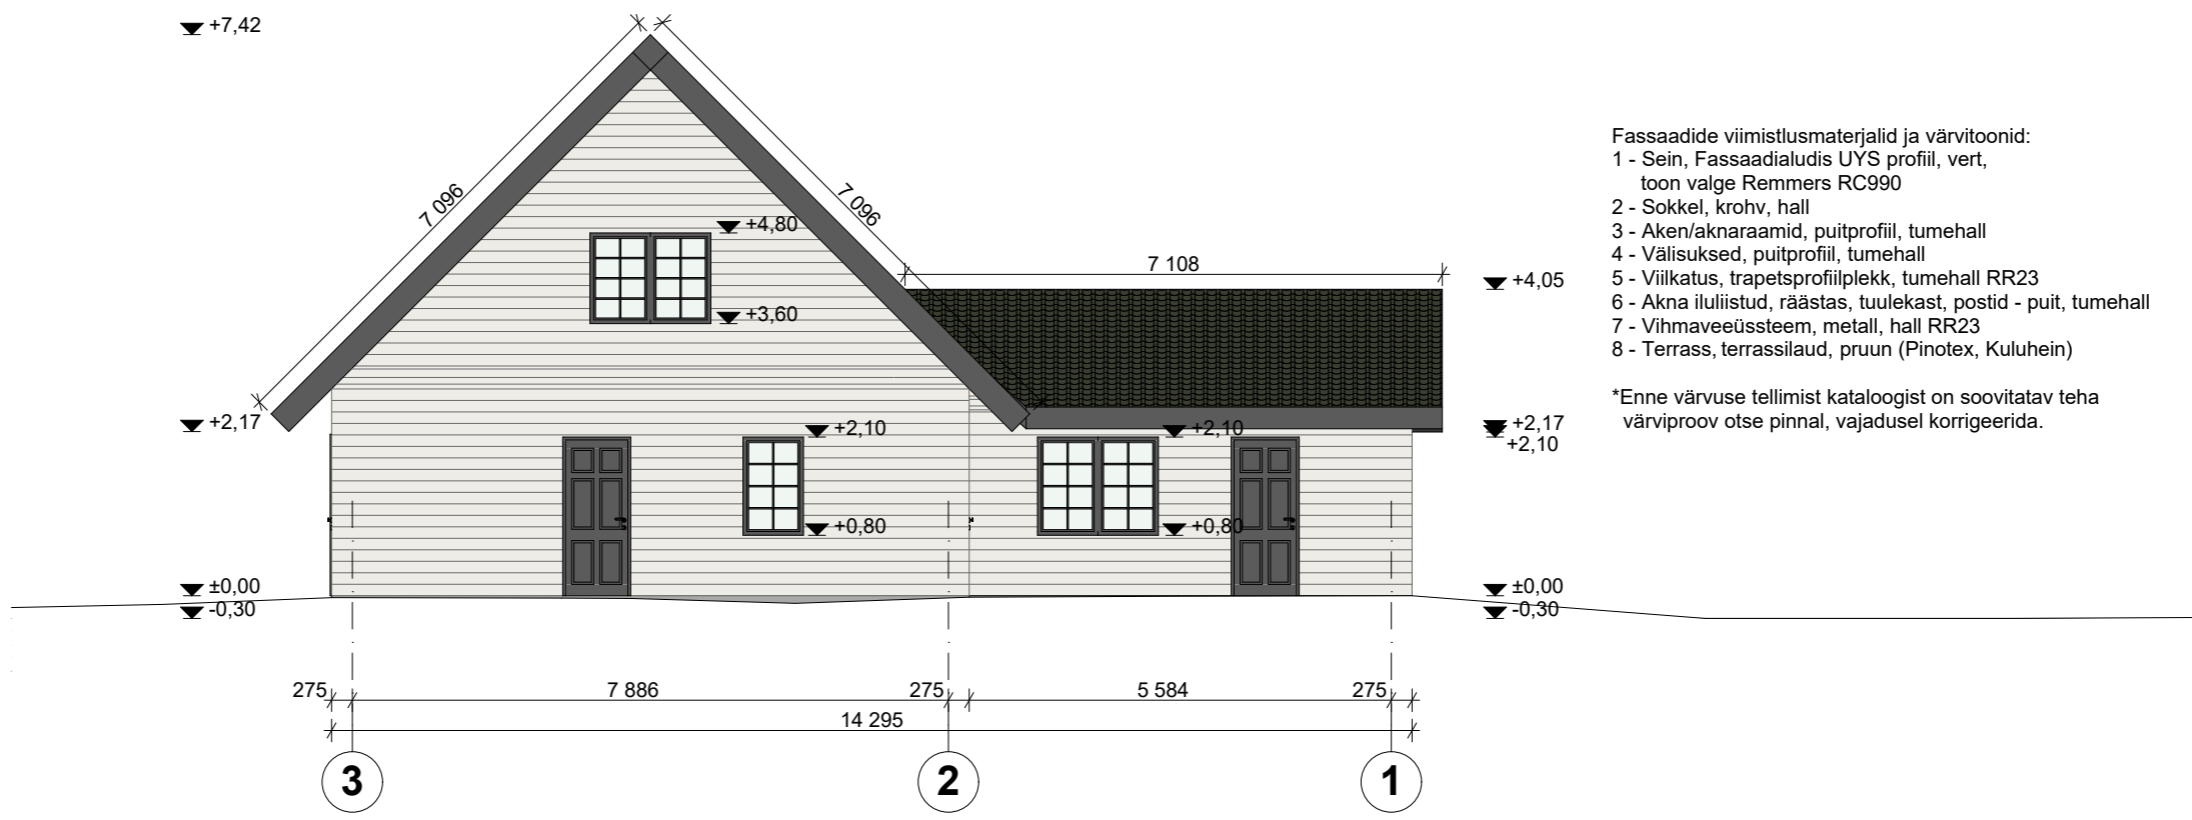 +7,42
7 096
7 096
+4,80
+3,60
7 108
+4,05
+2,17
+2,10
+2,10
+2,17
+2,10
+0,80
+0,80
±0,00
-0,30
±0,00
-0,30
275
7 886
275
5 584
275
14 295
3
2
1
Fassaadide viimistlusmaterjalid ja värvitoonid:
1 - Sein, Fassaadialudis UYS profiil, vert,
toon valge Remmers RC990
2 - Sokkel, krohv, hall
3 - Aken/aknaraamid, puitprofiil, tumehall
4 - Välisuksed, puitprofiil, tumehall
5 - Viilkatus, trapetsprofiilplekk, tumehall RR23
6 - Akna iluliistud, räästas, tuulekast, postid - puit, tumehall
7 - Vihmaveeüssteem, metall, hall RR23
8 - Terrass, terrassilaud, pruun (Pinotex, Kuluhein)
*Enne värvuse tellimist kataloogist on soovitatav teha
värviproov otse pinnal, vajadusel korrigeerida.